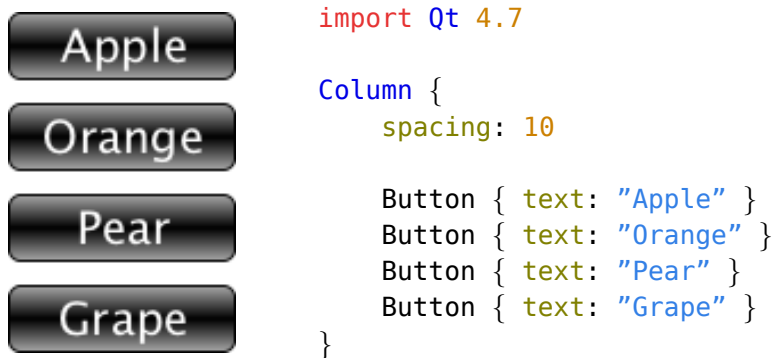 Apple
Orange
Pear
Grape
import Qt 4.7
Column {
    spacing: 10
    Button { text: ”Apple” }
    Button { text: ”Orange” }
    Button { text: ”Pear” }
    Button { text: ”Grape” }
}